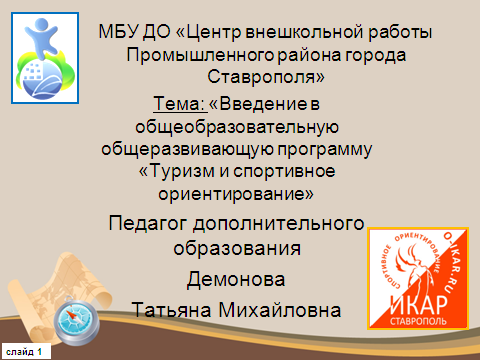 МБУ ДО «Центр внешкольной работы
Промышленного района города
Ставрополя»
Тема: «Введение в
общеобразовательную
общеразвивающую программу
«Туризм и спортивное
ориентирование»
Педагог дополнительного
образования
Демонова
Татьяна Михайловна
СПОРТИВНОЕ ОРИЕНТИРОВАНИЕ
O-IKAR.RU
ИКАР
СТАВРОПОЛЬ
слайд 1